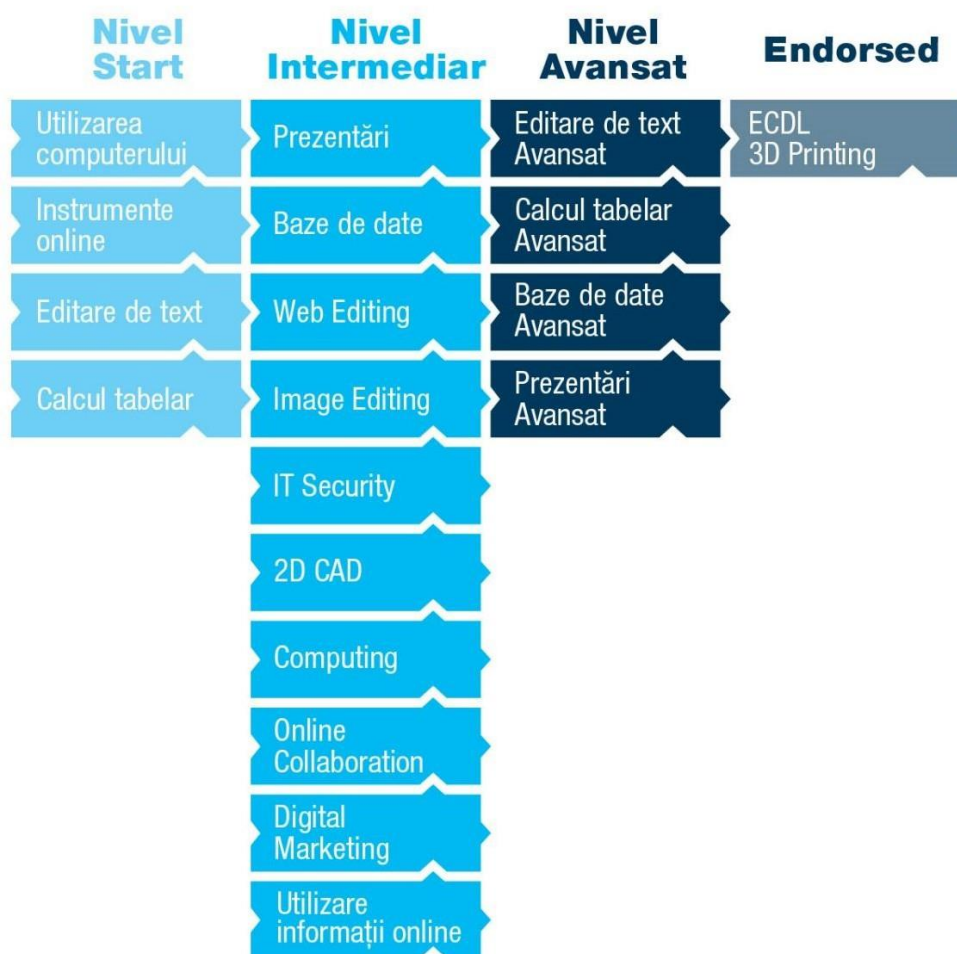 Nivel
Start
Nivel
Intermediar
Nivel
Avansat
Endorsed
Utilizarea
computerului
Prezentări
Editare de text
Avansat
ECDL
3D Printing
Instrumente
online
Baze de date
Calcul tabelar
Avansat
Editare de text
Web Editing
Baze de date
Avansat
Calcul tabelar
Image Editing
Prezentări
Avansat
IT Security
2D CAD
Computing
Online
Collaboration
Digital
Marketing
Utilizare
informații online